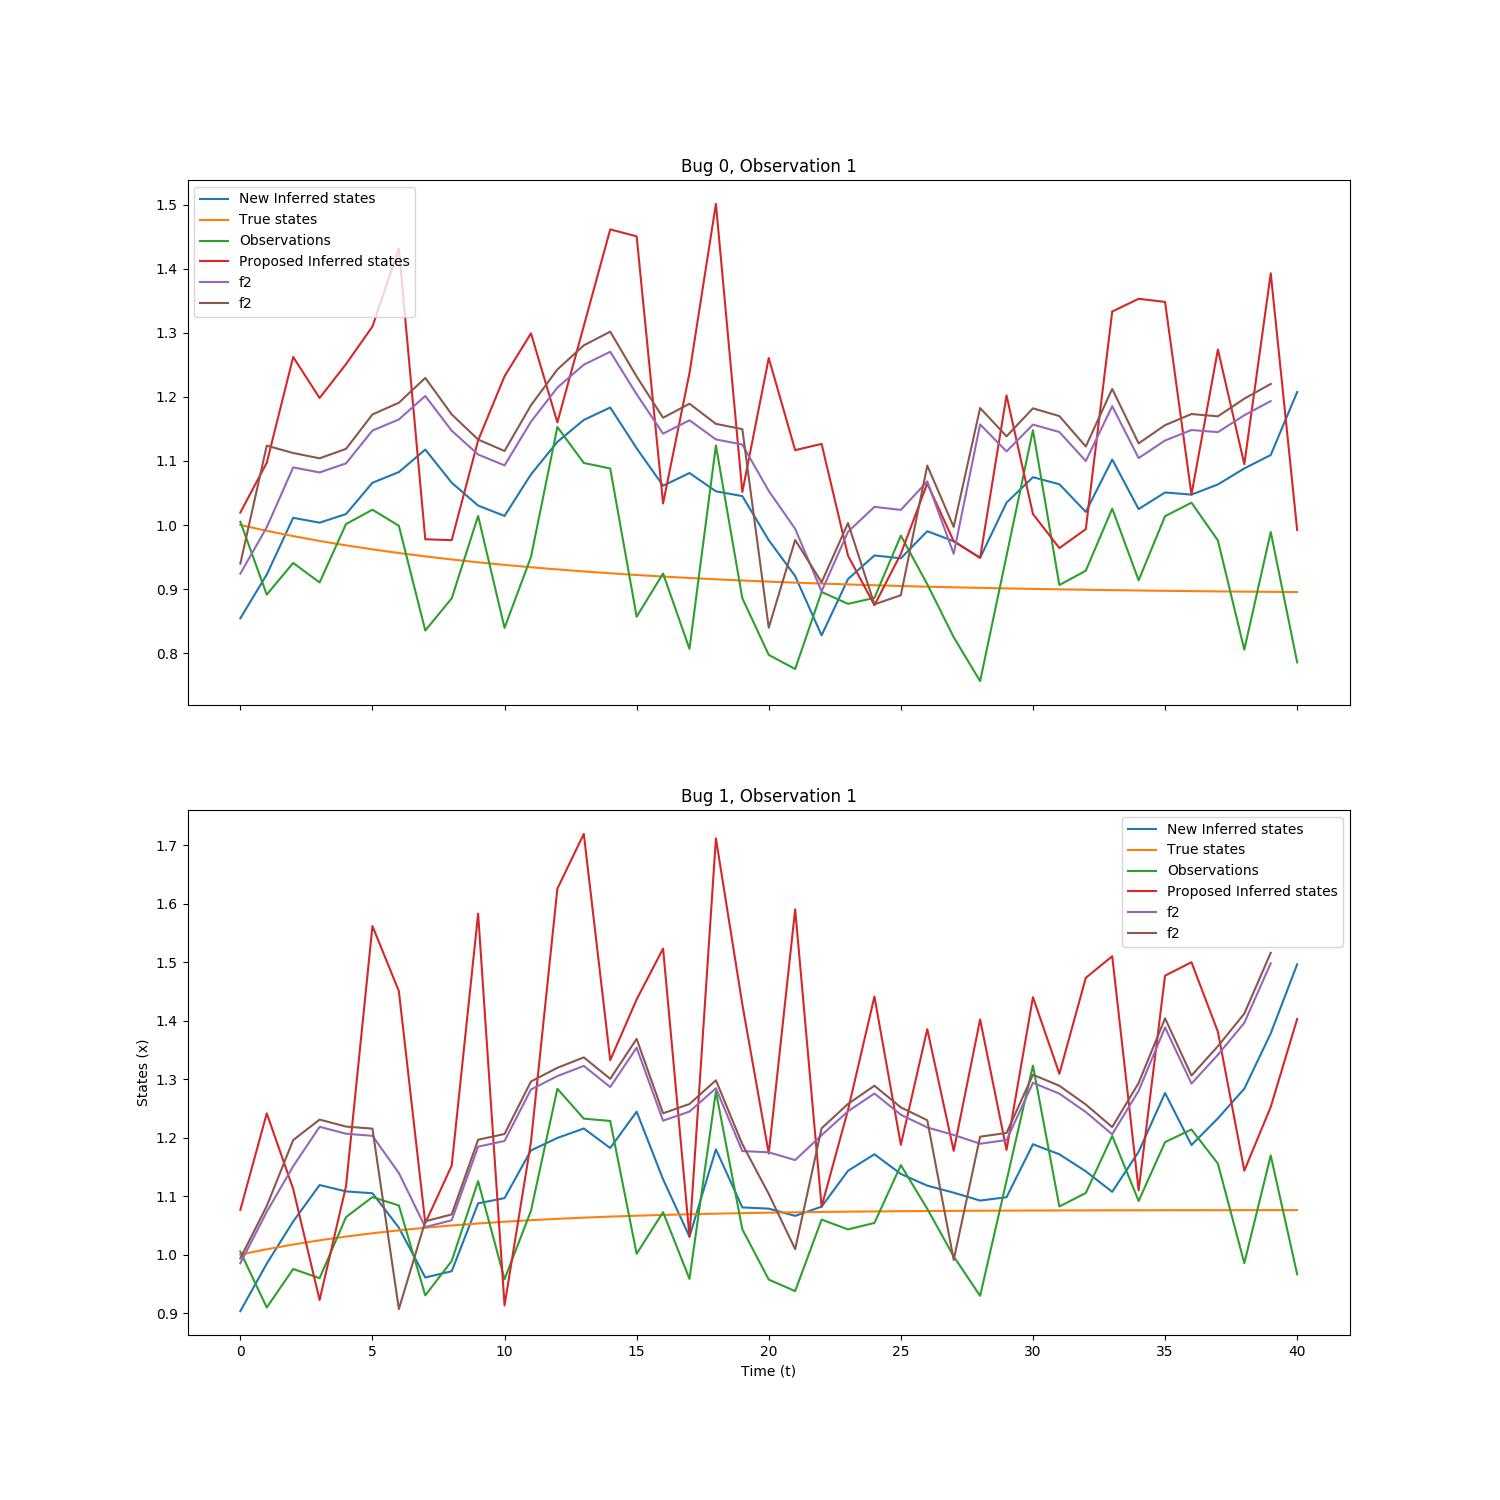 Bug 0, Observation 1
New Inferred states
True states
Observations
Proposed Inferred states
f2
f2
1.5
1.4
1.3
1.2
1.1
1.0
0.9
0.8
Bug 1, Observation 1
New Inferred states
True states
Observations
Proposed Inferred states
f2
f2
States (x)
1.7
1.6
1.5
1.4
1.3
1.2
1.1
1.0
0.9
0 5 10 15 20 25 30 35 40
Time (t)